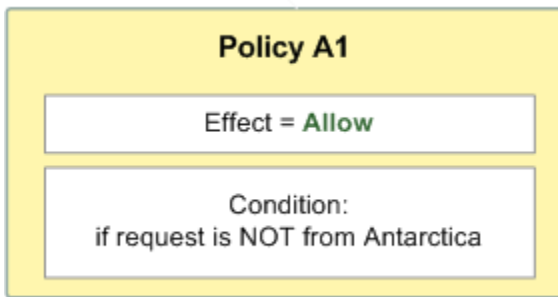 Policy A1
Effect = Allow
Condition:
if request is NOT from Antarctica